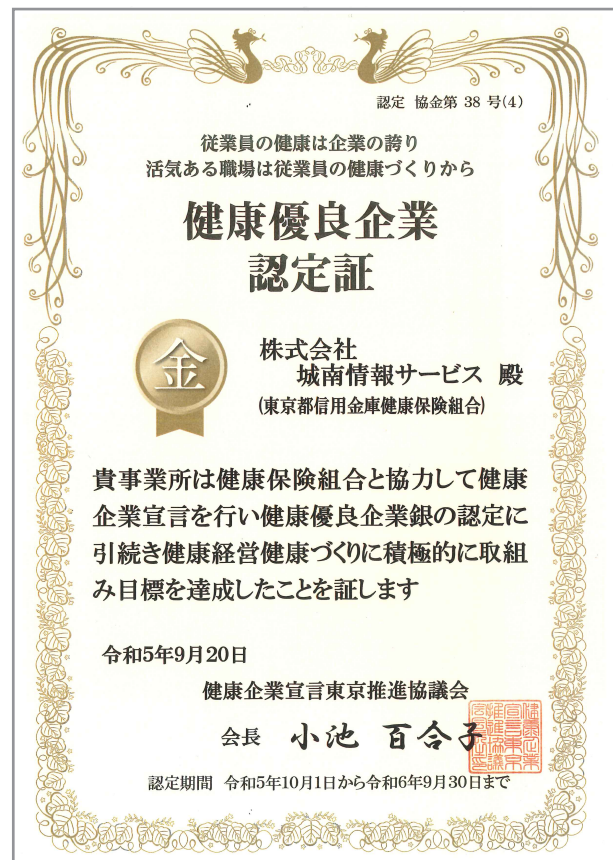 認定 協金第 38 号(4)
従業員の健康は企業の誇り
活気ある職場は従業員の健康づくりから
健康優良企業
認定証
金
株式会社
城南情報サービス 殿
(東京都信用金庫健康保険組合)
貴事業所は健康保険組合と協力して健康
企業宣言を行い健康優良企業銀の認定に
引続き健康経営健康づくりに積極的に取組
み目標を達成したことを証します
令和5年9月20日
健康企業宣言東京推進協議会
会長 小池 百合子
認定期間 令和5年10月1日から令和6年9月30日まで